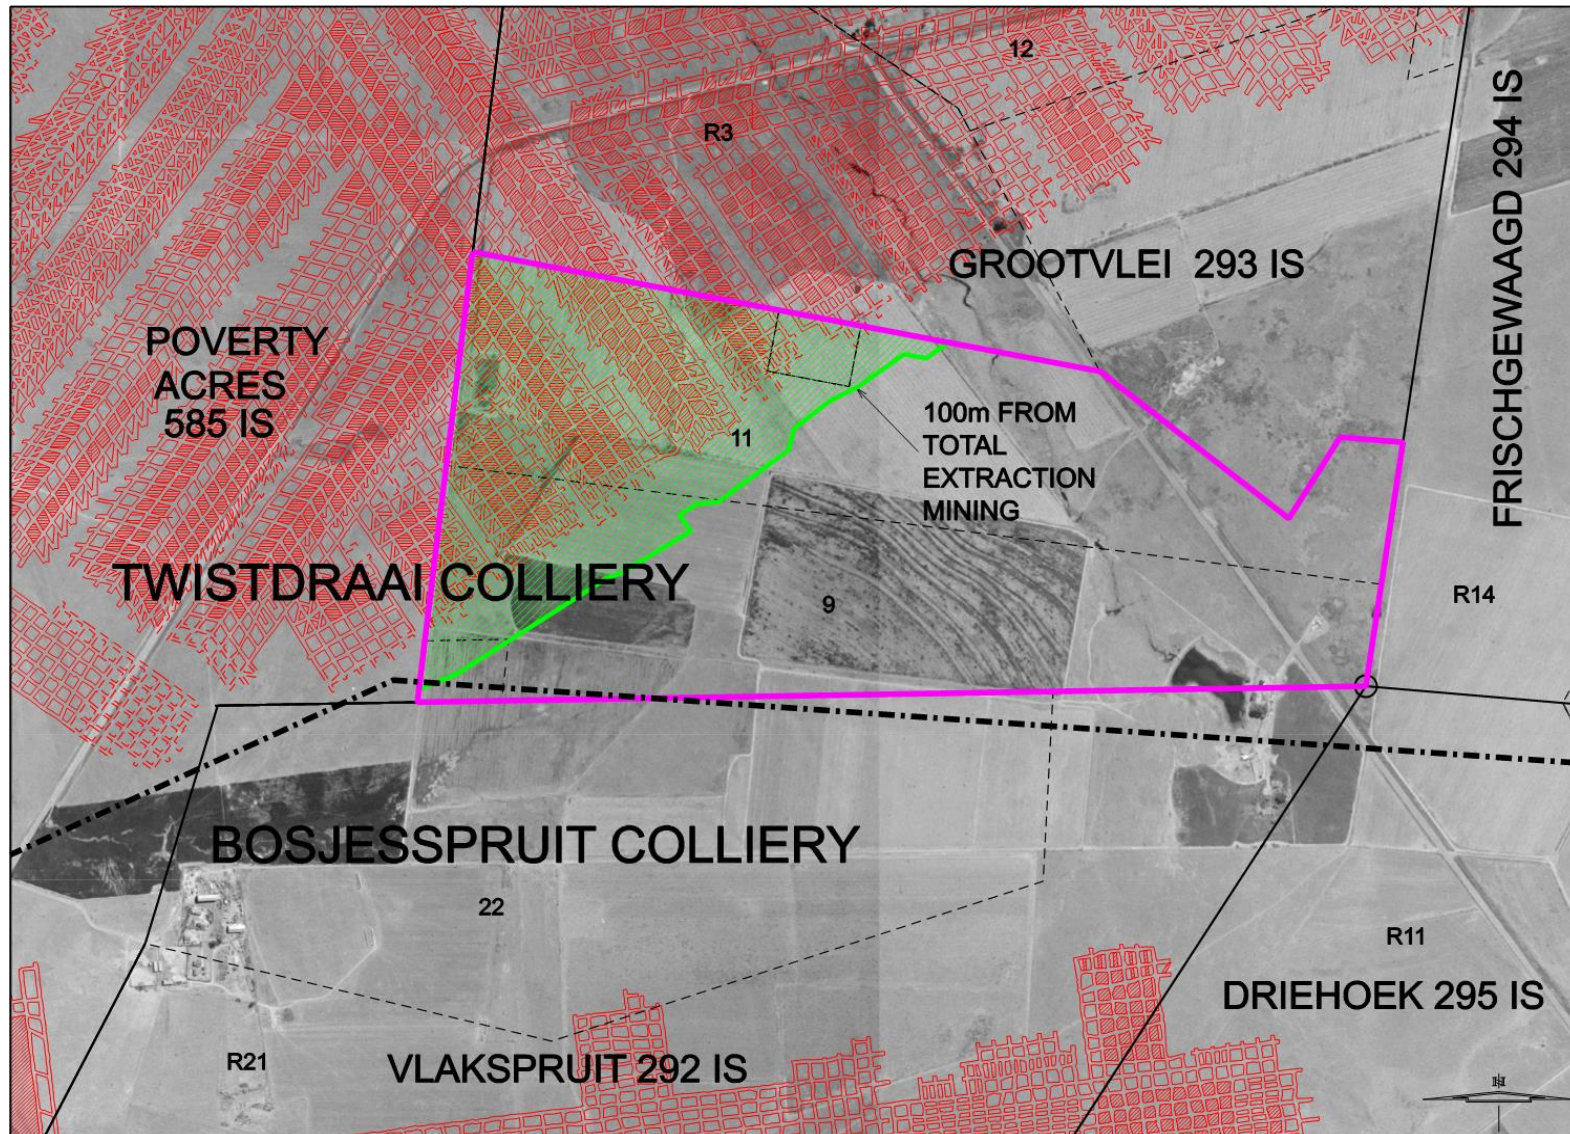 12
R3
FRISCHGEWAAGD 294 IS
GROOTVLEI 293 IS
POVERTY
ACRES
585 IS
100m FROM
TOTAL
EXTRACTION
MINING
11
TWISTDRAAI COLLIERY
9
R14
BOSJESSPRUIT COLLIERY
22
R11
DRIEHOEK 295 IS
R21
VLAKSPRUIT 292 IS